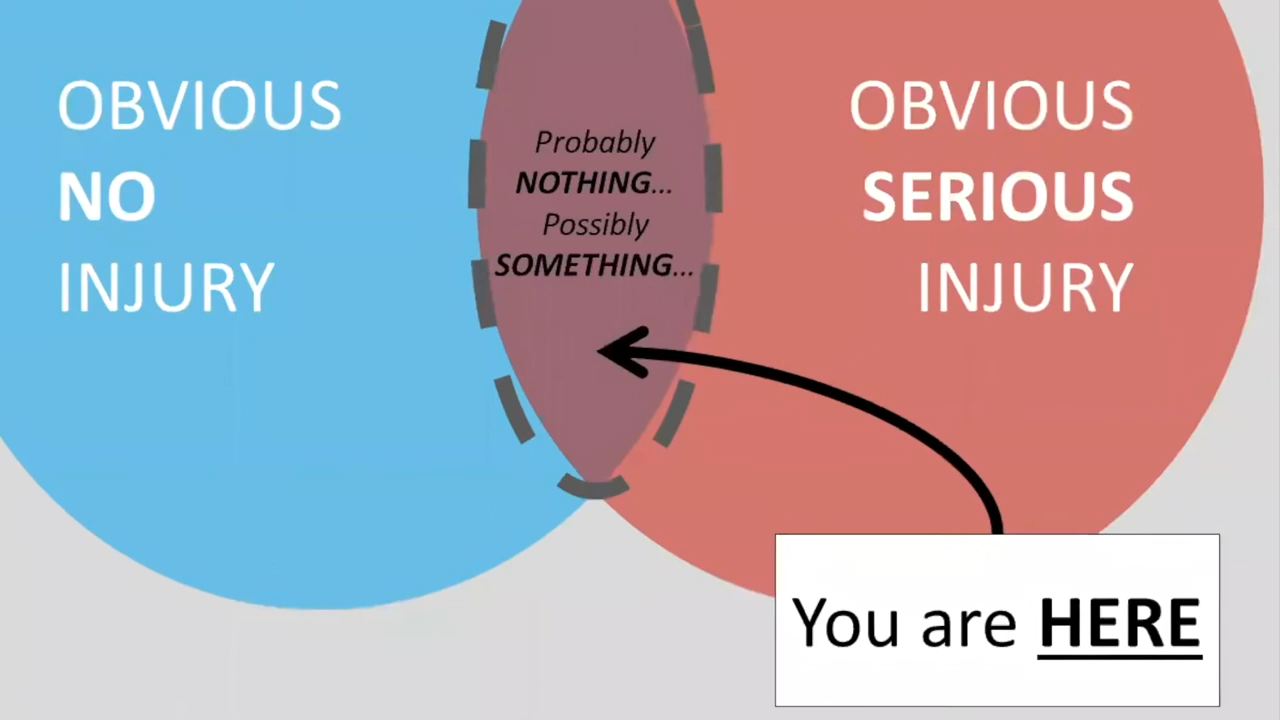 OBVIOUS
NO
INJURY
Probably
NOTHING...
Possibly
SOMETHING...
OBVIOUS
SERIOUS
INJURY
You are HERE